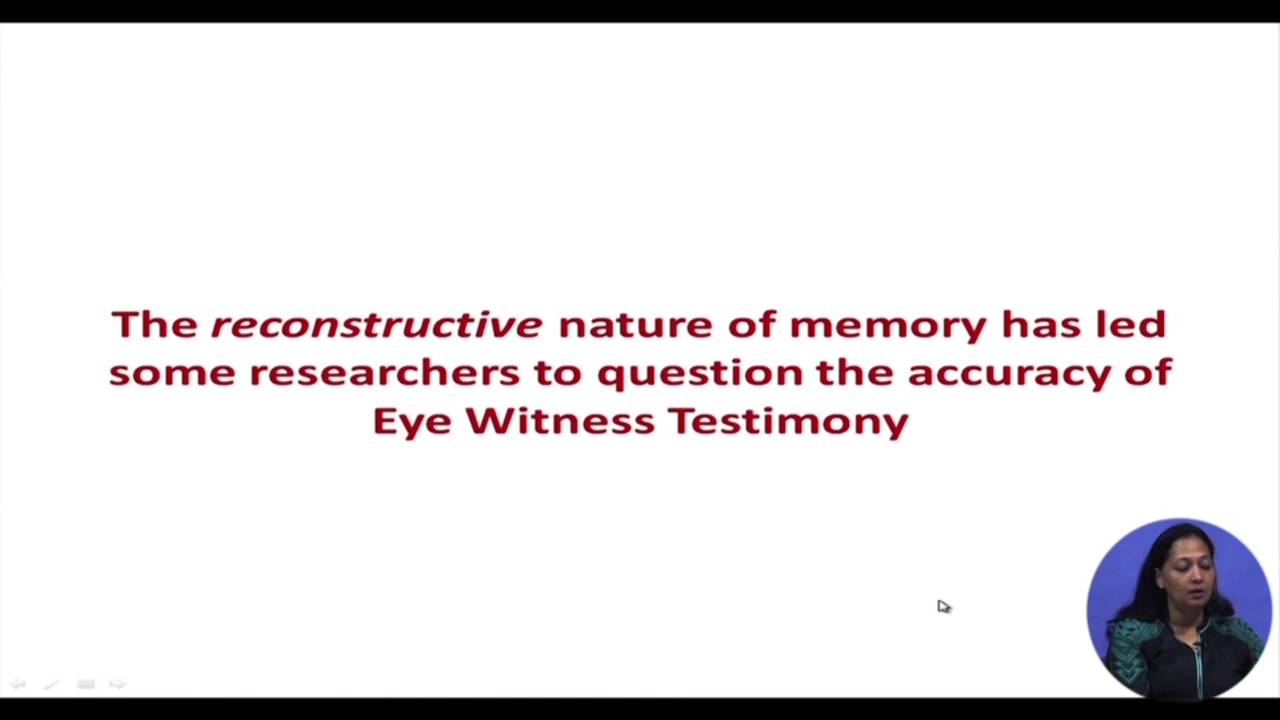 The reconstructive nature of memory has led
some researchers to question the accuracy of
Eye Witness Testimony